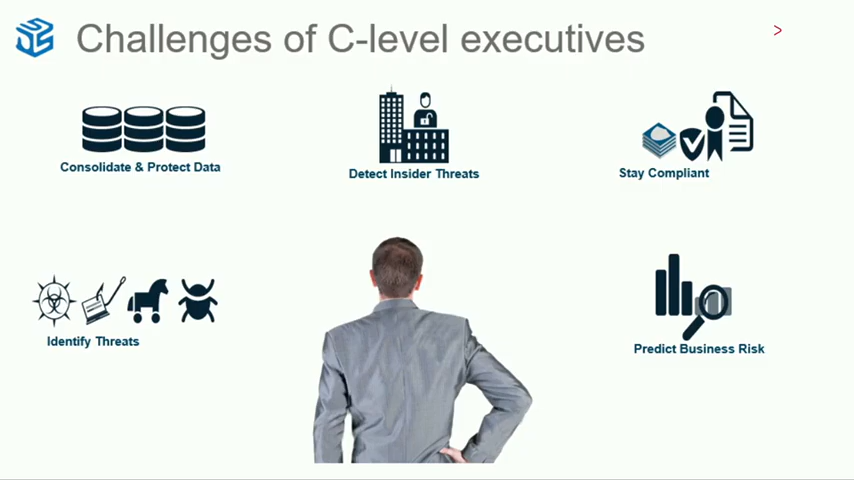 Challenges of C-level executives
>
Consolidate & Protect Data
Detect Insider Threats
Stay Compliant
Identify Threats
Predict Business Risk